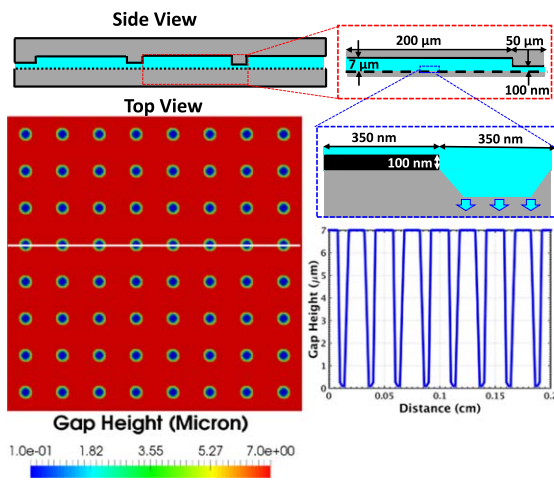 Side View
200 μm
50 μm
7 μm
100 nm
Top View
350 nm
350 nm
100 nm
Gap Height (Micron)
1.0e-01
1.82
3.55
5.27
7.0e+00
Gap Height (μm)
7
6
5
4
3
2
1
0
0
0.05
0.1
0.15
0.2
Distance (cm)